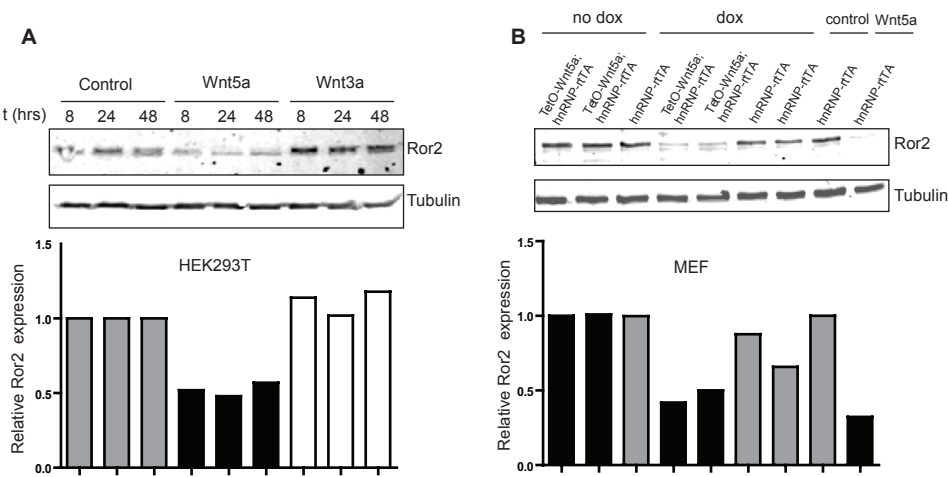 A
Control Wnt5a Wnt3a
t (hrs) 8 24 48 8 24 48 8 24 48
Ror2
Tubulin
1.5
1.0
0.5
0.0
Relative Ror2 expression
HEK293T
B
no dox dox control Wnt5a
TetO-Wnt5a;
hnRNP-rtTA
TetO-Wnt5a;
hnRNP-rtTA
hnRNP-rtTA
TetO-Wnt5a;
hnRNP-rtTA
TetO-Wnt5a;
hnRNP-rtTA
hnRNP-rtTA
hnRNP-rtTA
hnRNP-rtTA
hnRNP-rtTA
Ror2
Tubulin
1.5
1.0
0.5
0.0
Relative Ror2 expression
MEF